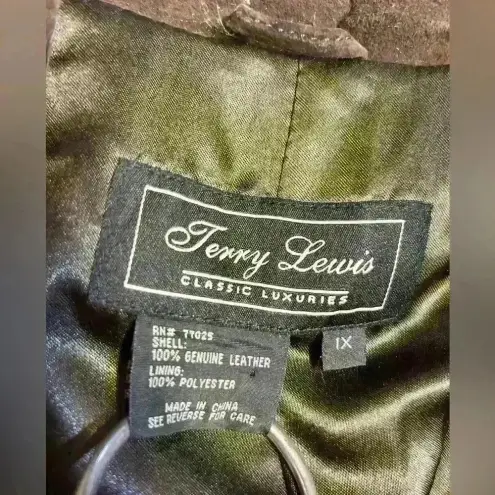 Terry Lewis
CLASSIC LUXURIES
1X
RN# 77025
SHELL:
100% GENUINE LEATHER
LINING:
100% POLYESTER
MADE IN CHINA
SEE REVERSE FOR CARE